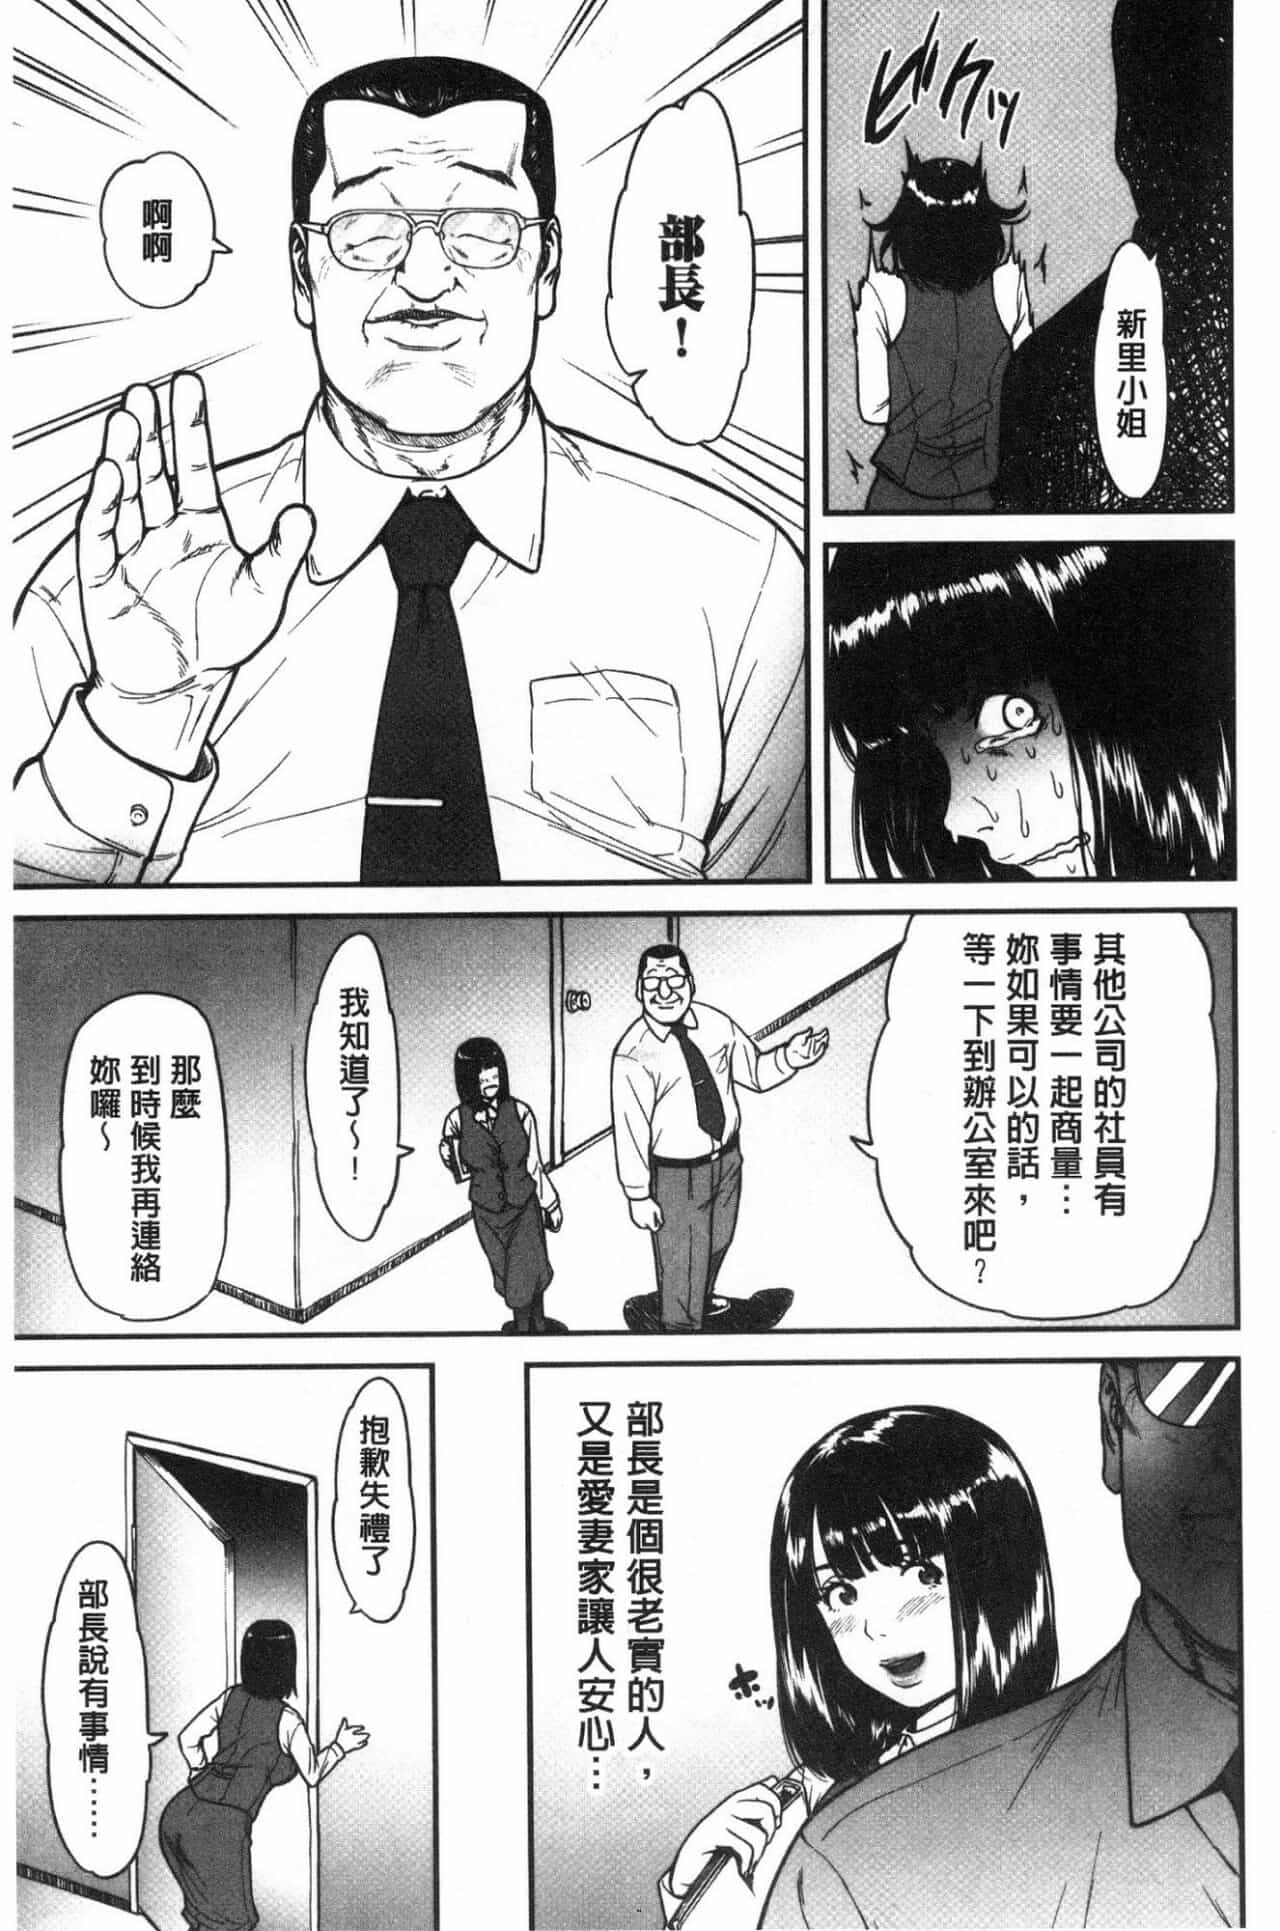 ビクッ
新里小姐
部長！
啊
啊
其他公司的社員有
事情要一起商量…
妳如果可以的話，
等一下到辦公室來吧？
我知道了～！
那麼
到時候我再連絡
妳囉～
部長是個很老實的人，
又是愛妻家讓人安心…
ホッ
抱歉失禮了
部長說有事情……